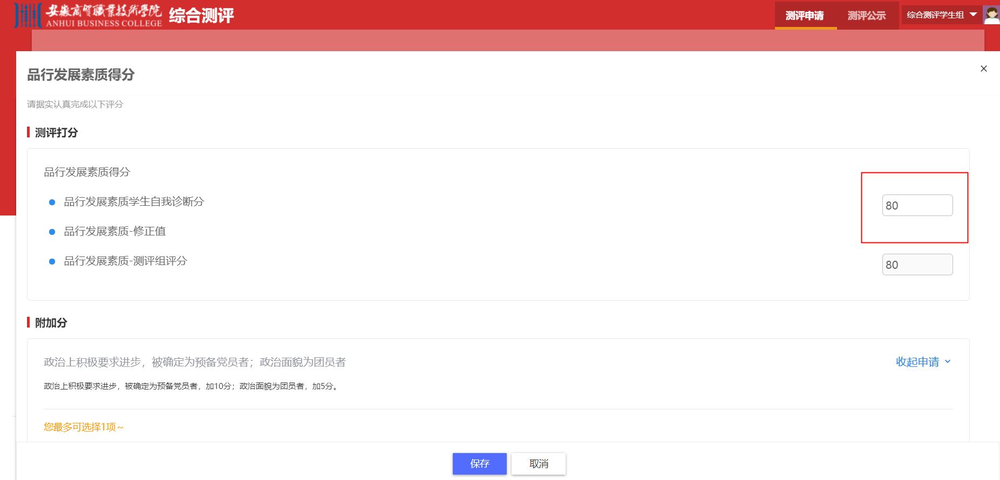 安徽商贸職業技術學院
ANHUI BUSINESS COLLEGE
综合测评
测评申请
测评公示
综合测评学生组
品行发展素质得分
请据实认真完成以下评分
测评打分
品行发展素质得分
品行发展素质学生自我诊断分
80
品行发展素质-修正值
品行发展素质-测评组评分
80
附加分
政治上积极要求进步，被确定为预备党员者；政治面貌为团员者
收起申请
政治上积极要求进步，被确定为预备党员者，加10分；政治面貌为团员者，加5分。
您最多可选择1项~
保存
取消